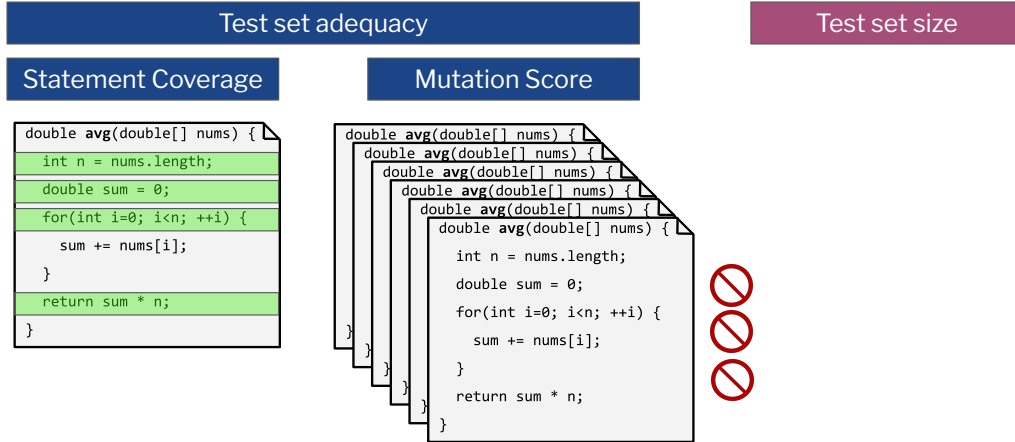 Test set adequacy
Test set size
Statement Coverage
Mutation Score
double avg(double[] nums) {
int n = nums.length;
double sum = 0;
for(int i=0; i<n; ++i) {
sum += nums[i];
}
return sum * n;
}
double avg(double[] nums) {
double avg(double[] nums) {
double avg(double[] nums) {
double avg(double[] nums) {
double avg(double[] nums) {
double avg(double[] nums) {
int n = nums.length;
double sum = 0;
for(int i=0; i<n; ++i) {
sum += nums[i];
}
return sum * n;
}
}
}
}
}
}